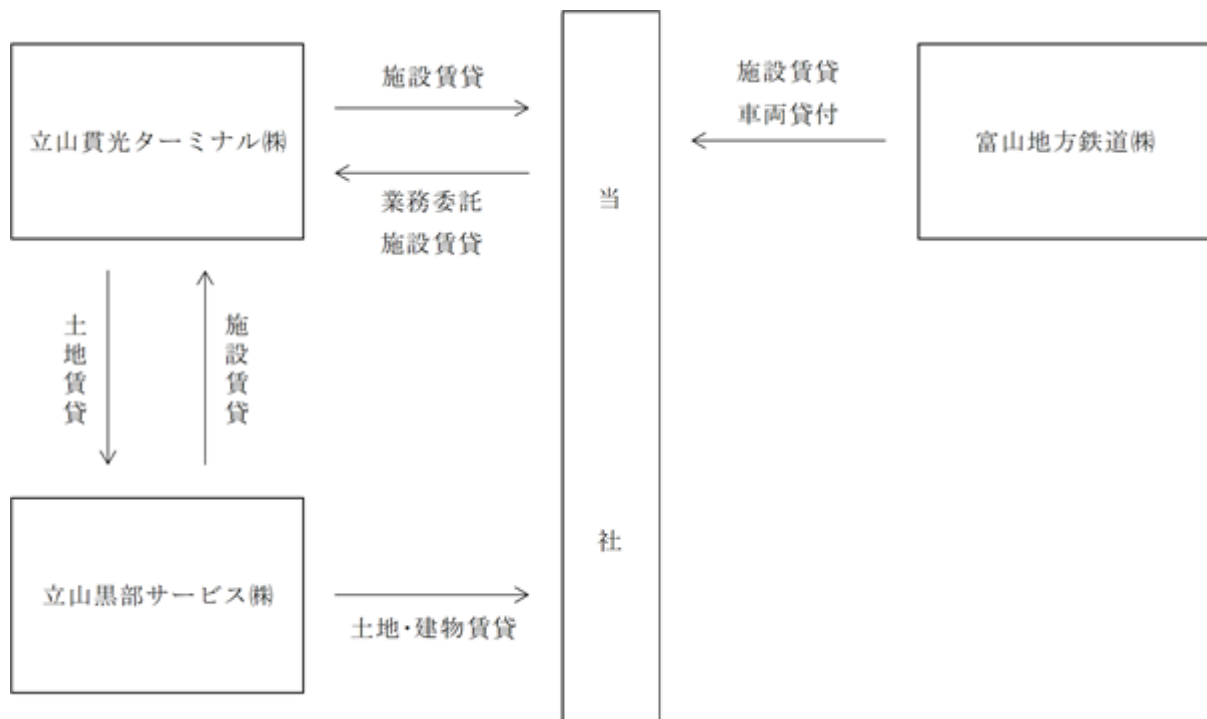 施設賃貸
立山貫光ターミナル㈱
業務委託
施設賃貸
施設賃貸
車両貸付
富山地方鉄道㈱
当社
土地賃貸
施設賃貸
立山黒部サービス㈱
土地・建物賃貸